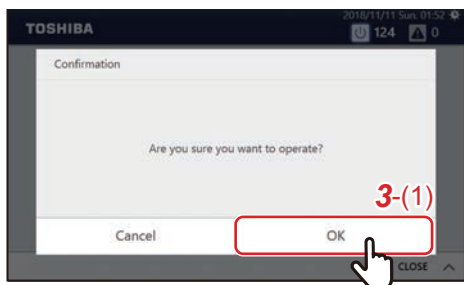 2018/11/11 Sun. 01:52
TOSHIBA
124 0
Confirmation
Are you sure you want to operate?
3-(1)
Cancel OK
CLOSE